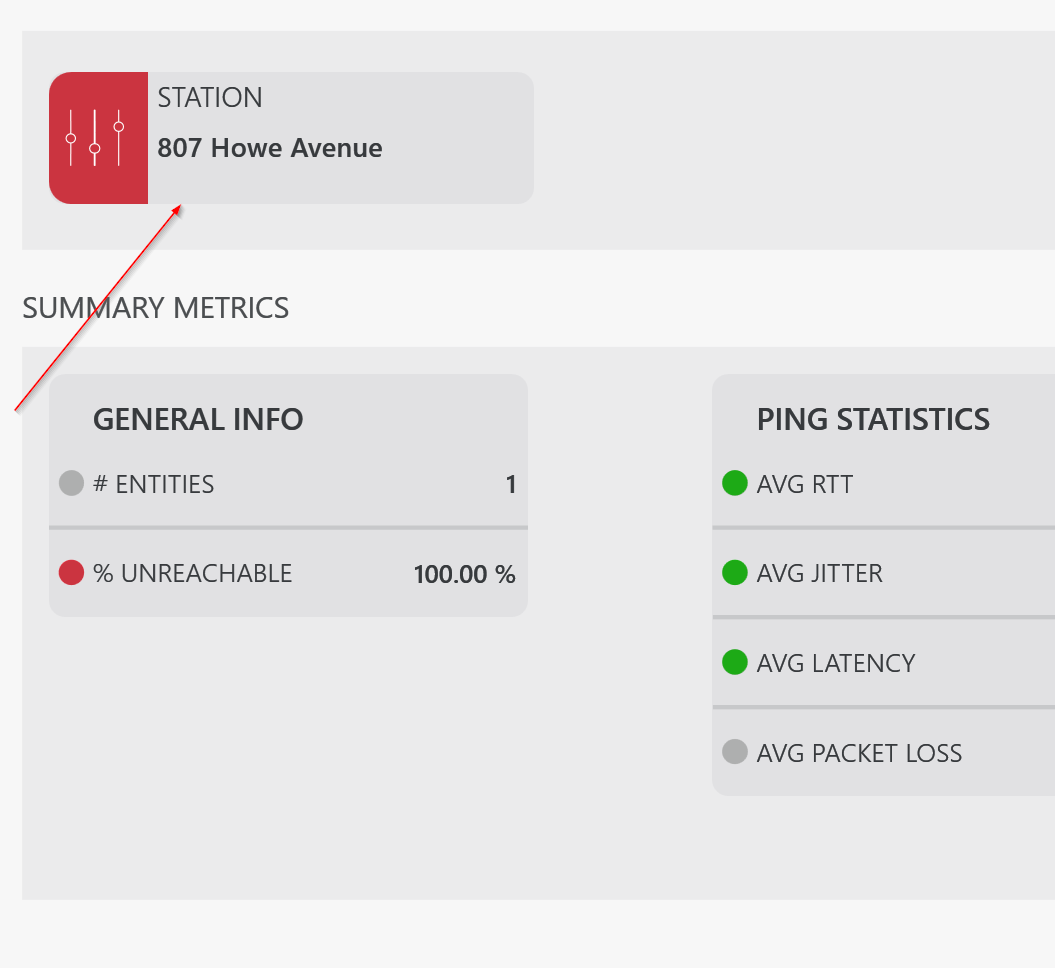 STATION
807 Howe Avenue
SUMMARY METRICS
GENERAL INFO
# ENTITIES 1
% UNREACHABLE 100.00 %
PING STATISTICS
AVG RTT
AVG JITTER
AVG LATENCY
AVG PACKET LOSS